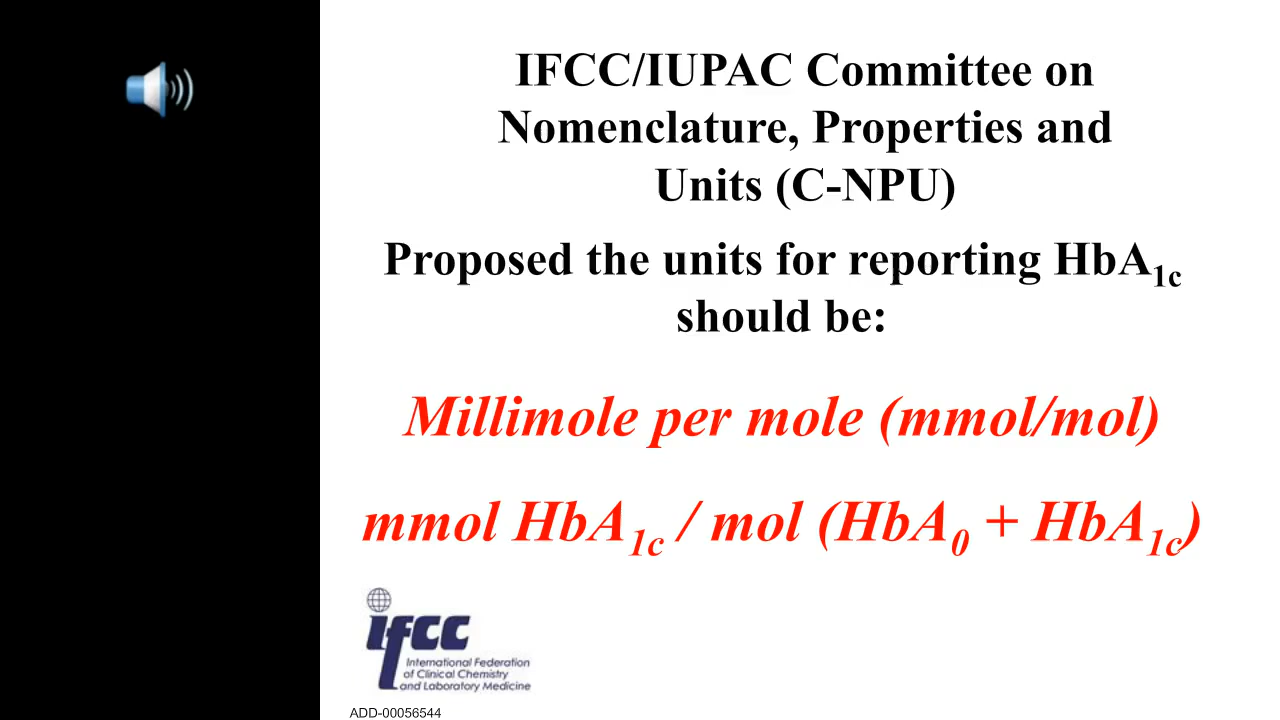 IFCC/IUPAC Committee on
Nomenclature, Properties and
Units (C-NPU)
Proposed the units for reporting HbA1c
should be:
Millimole per mole (mmol/mol)
mmol HbA1c / mol (HbA0 + HbA1c)
ifcc
International Federation
of Clinical Chemistry
and Laboratory Medicine
ADD-00056544